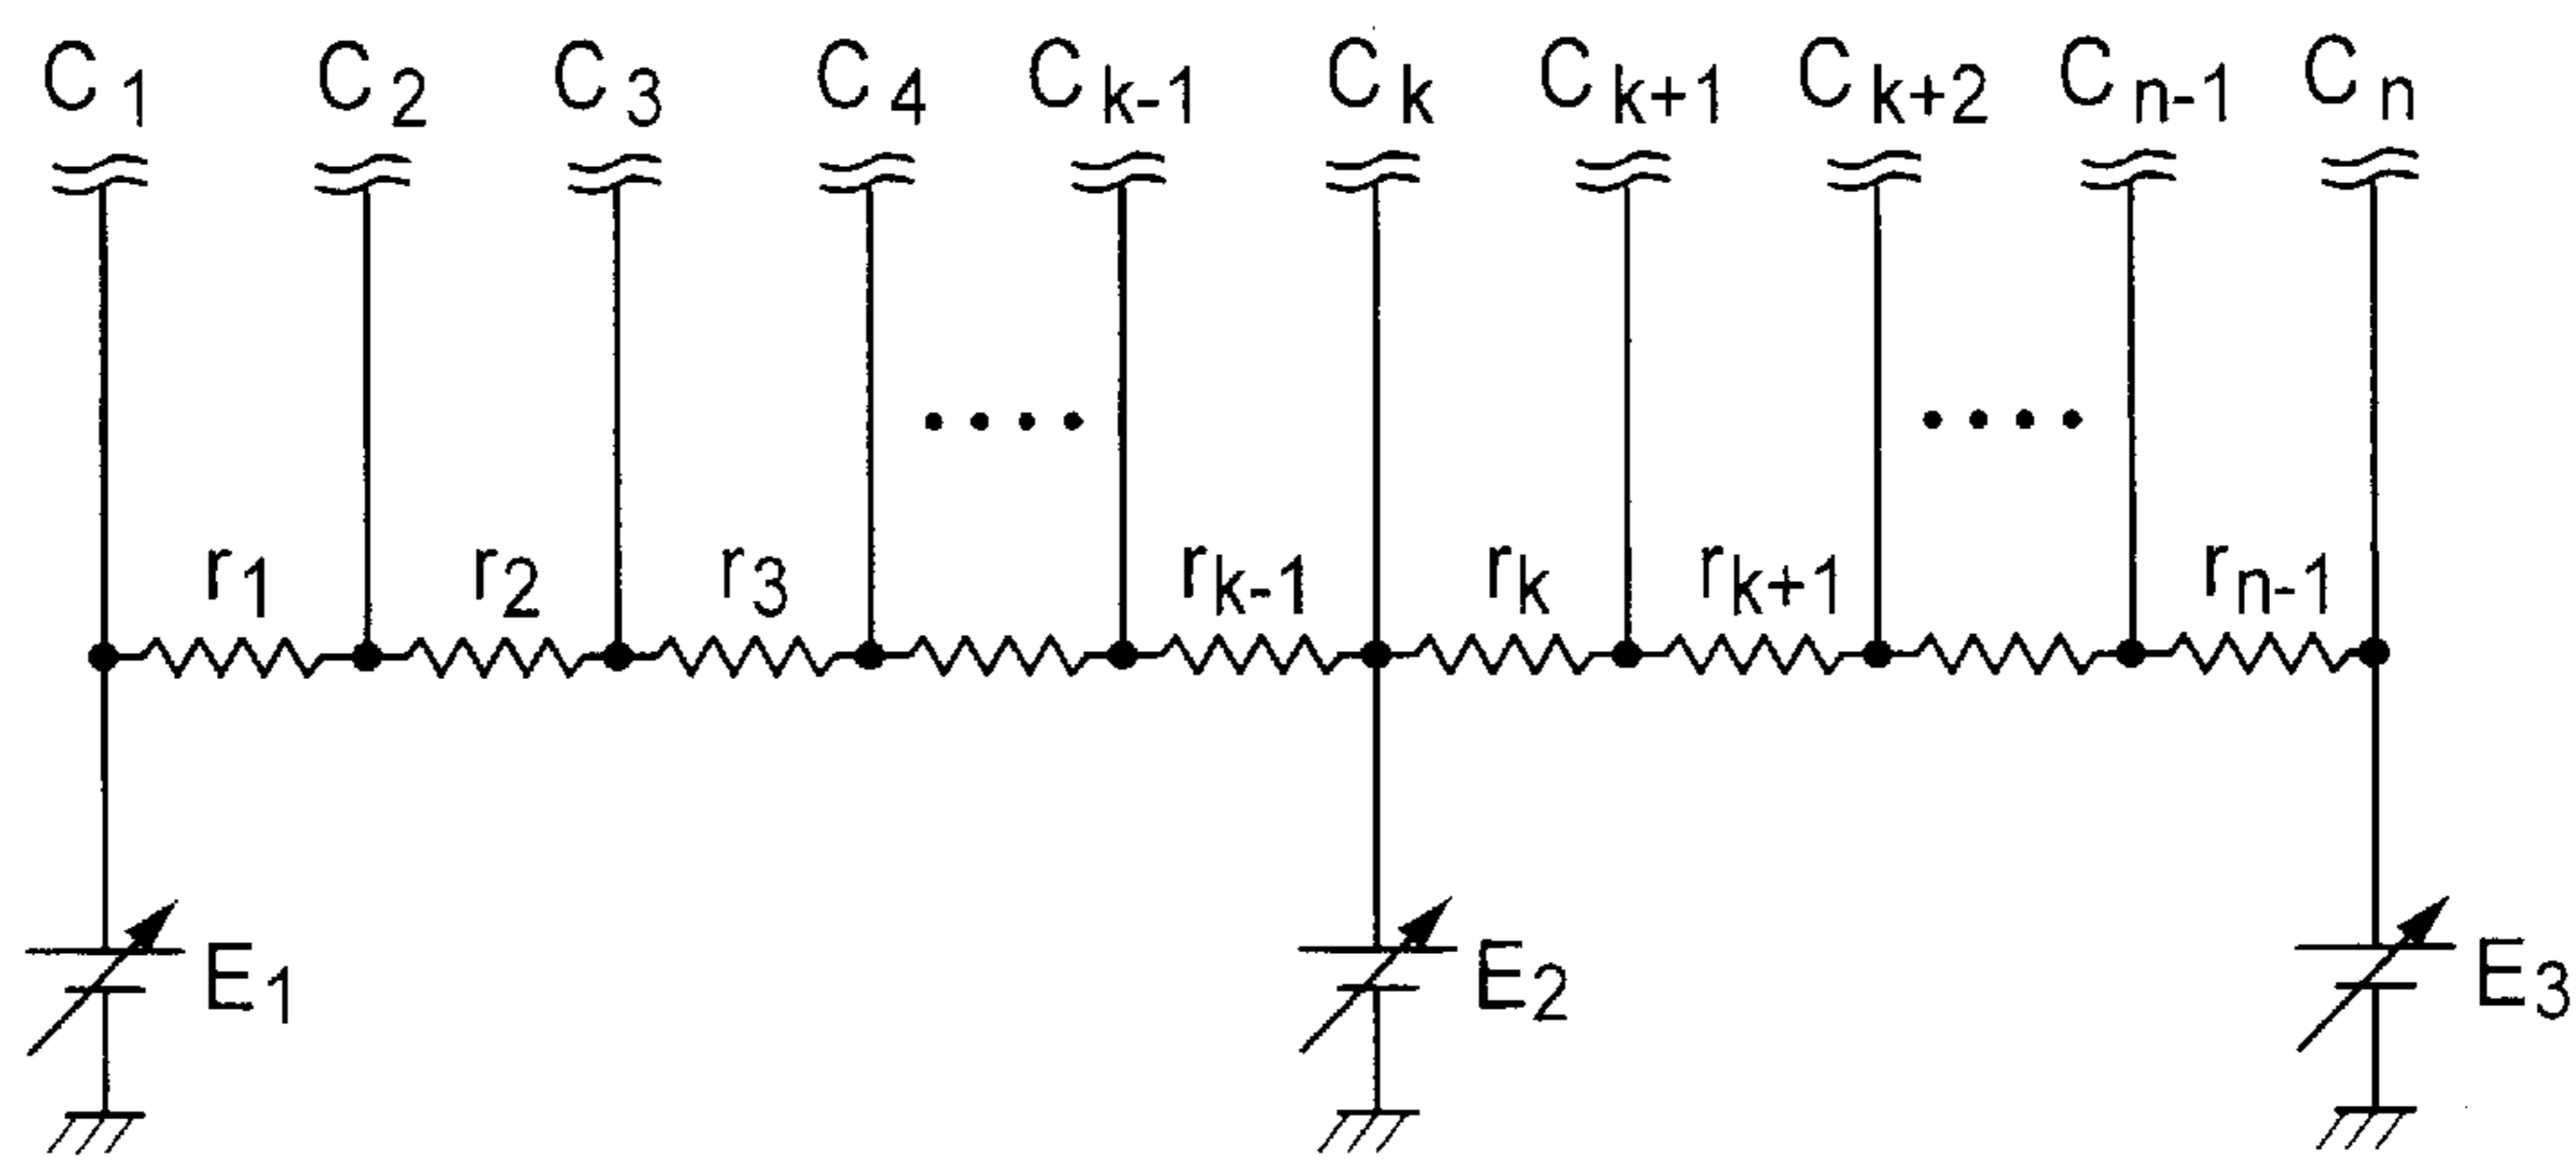 C1 C2 C3 C4 Ck-1 Ck Ck+1 Ck+2 Cn-1 Cn
r1 r2 r3 rk-1 rk rk+1 rn-1
E1 E2 E3